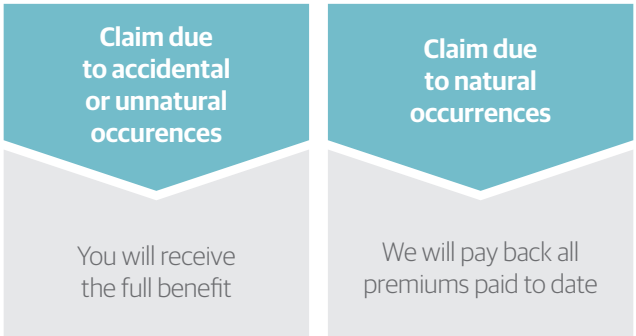 Claim due
to accidental
or unnatural
occurences
You will receive
the full benefit
Claim due
to natural
occurrences
We will pay back all
premiums paid to date